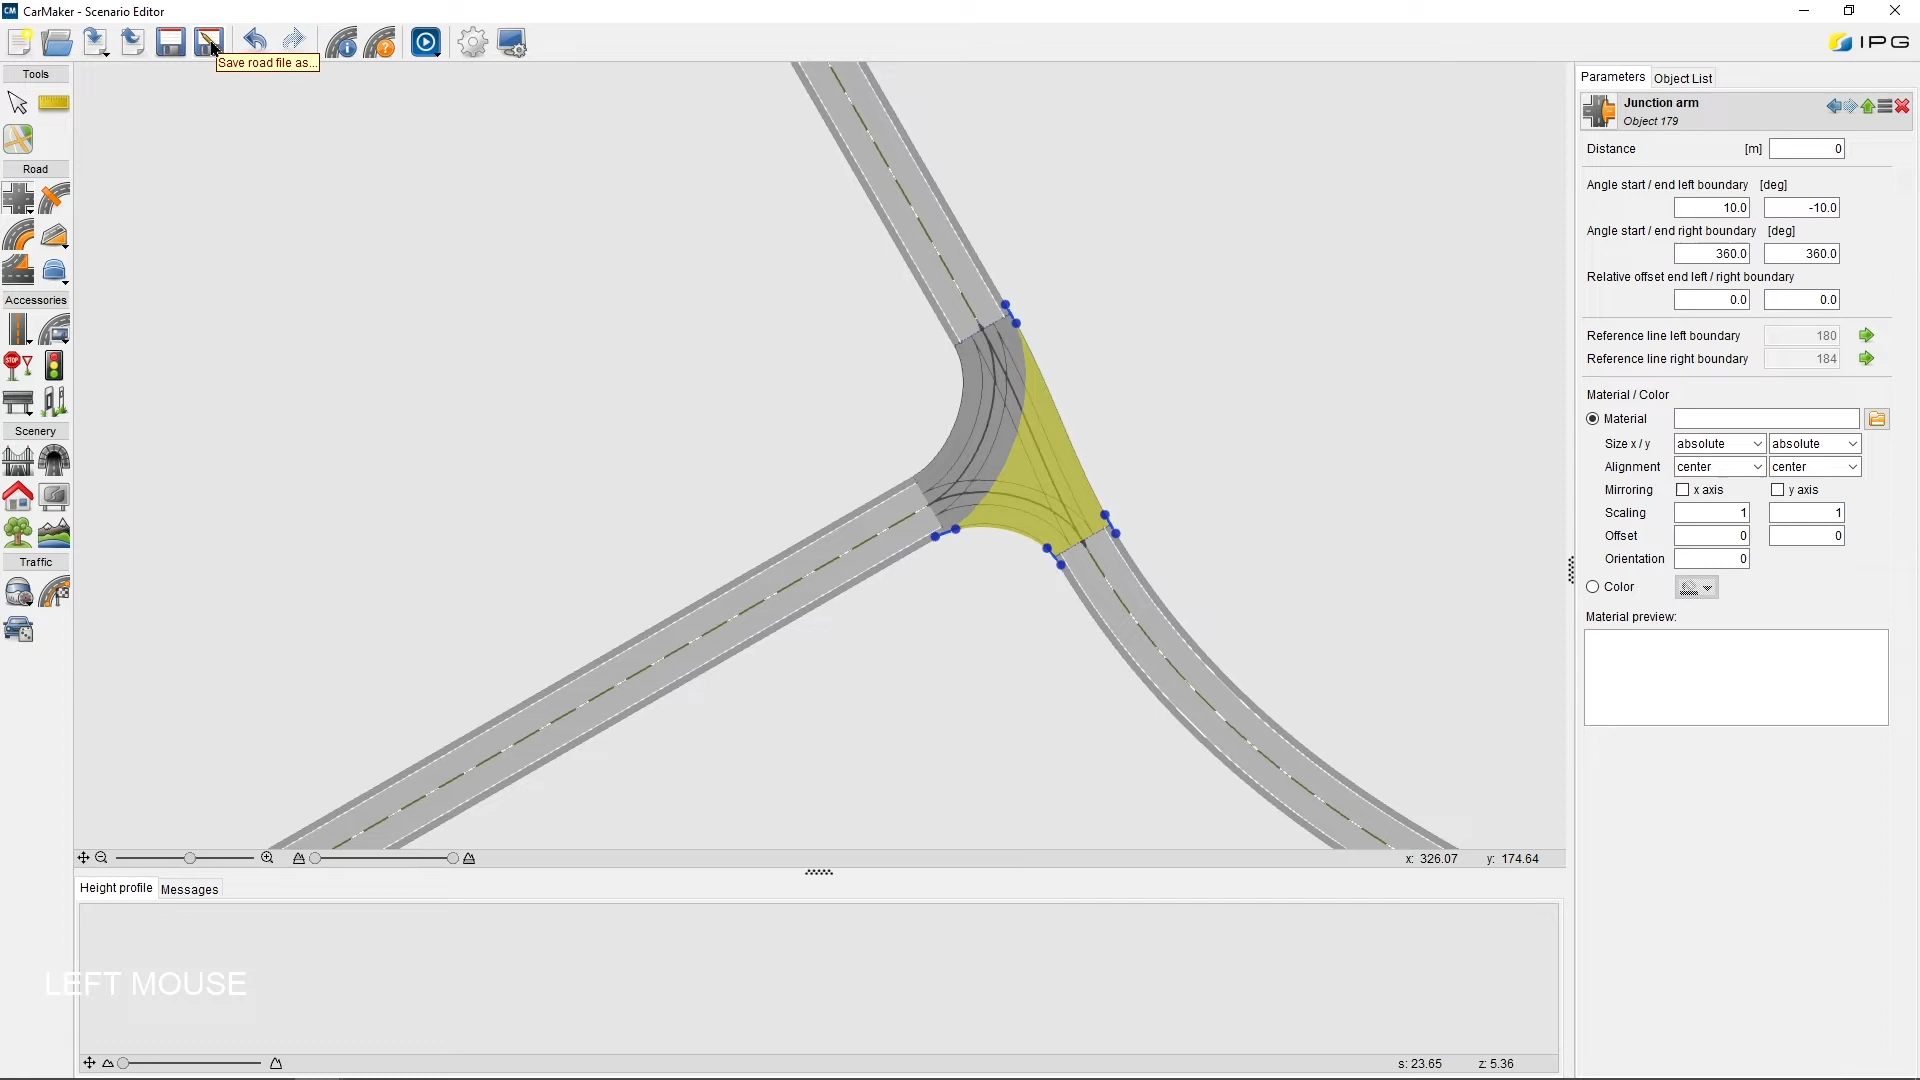 CM CarMaker - Scenario Editor
IPG
Save road file as...
Tools
Road
Accessories
STOP
Scenery
Traffic
x: 326.07 y: 174.64
Height profile Messages
LEFT MOUSE
s: 23.65 z: 5.36
Parameters Object List
Junction arm
Object 179
Distance [m] 0
Angle start / end left boundary [deg]
10.0 -10.0
Angle start / end right boundary [deg]
360.0 360.0
Relative offset end left / right boundary
0.0 0.0
Reference line left boundary 180
Reference line right boundary 184
Material / Color
Material
Size x / y absolute absolute
Alignment center center
Mirroring x axis y axis
Scaling 1 1
Offset 0 0
Orientation 0
Color
Material preview: